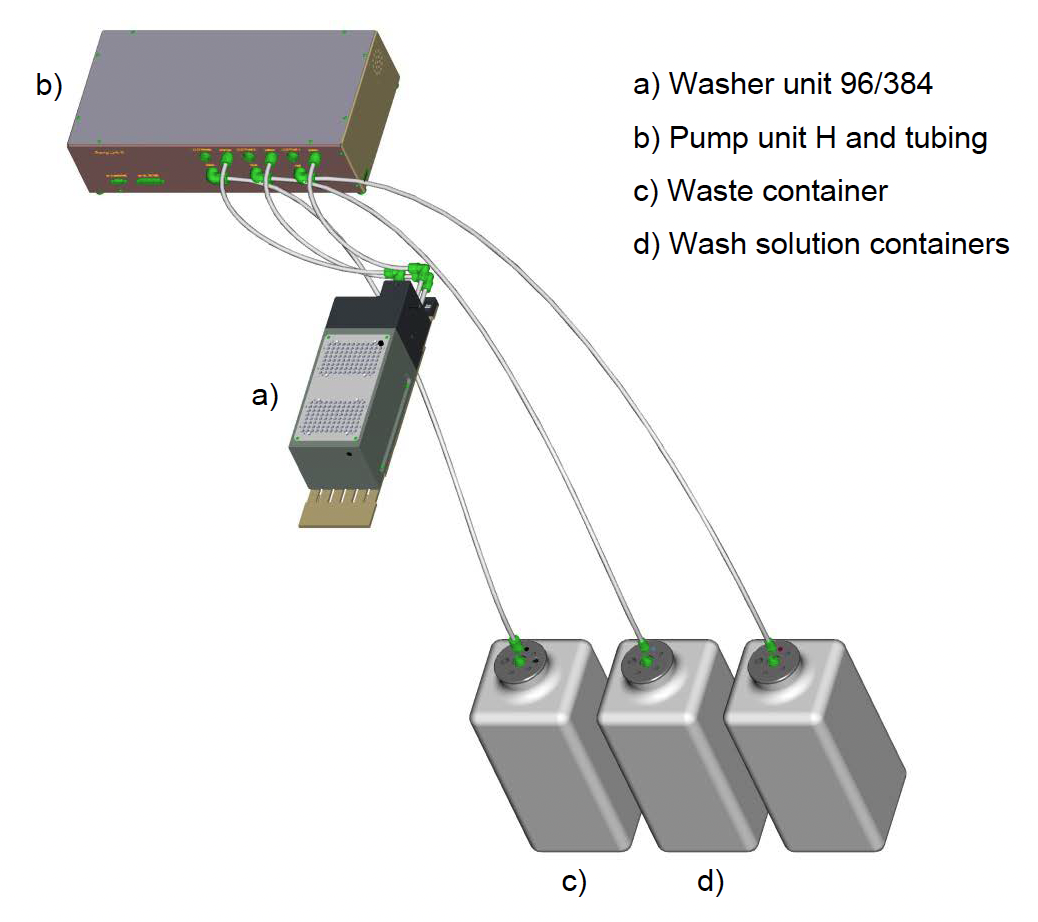 b)
a) Washer unit 96/384
b) Pump unit H and tubing
c) Waste container
d) Wash solution containers
a)
c)
d)